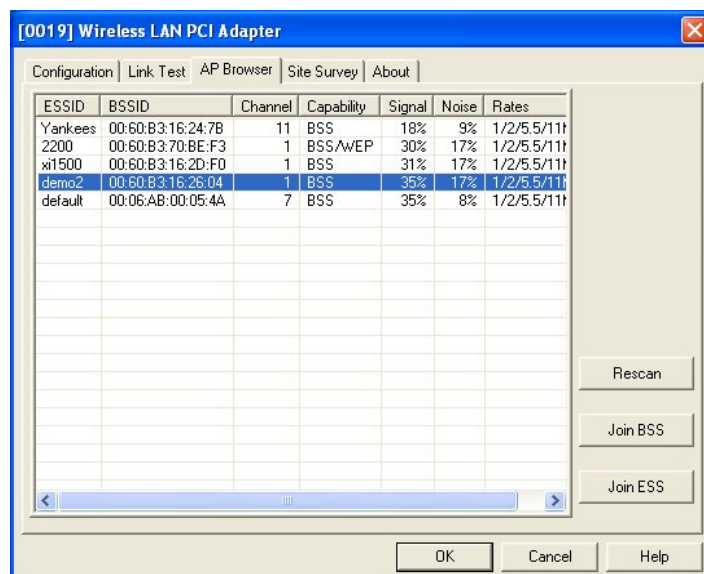 [0019] Wireless LAN PCI Adapter
Configuration Link Test AP Browser Site Survey About
ESSID BSSID Channel Capability Signal Noise Rates
Yankees 00:60:B3:16:24:7B 11 BSS 18% 9% 1/2/5.5/11
2200 00:60:B3:70:BE:F3 1 BSS/WEP 30% 17% 1/2/5.5/11
xi1500 00:60:B3:16:2D:F0 1 BSS 31% 17% 1/2/5.5/11
demo2 00:60:B3:16:26:04 1 BSS 35% 17% 1/2/5.5/11
default 00:06:AB:00:05:4A 7 BSS 35% 8% 1/2/5.5/11
Rescan
Join BSS
Join ESS
OK Cancel Help